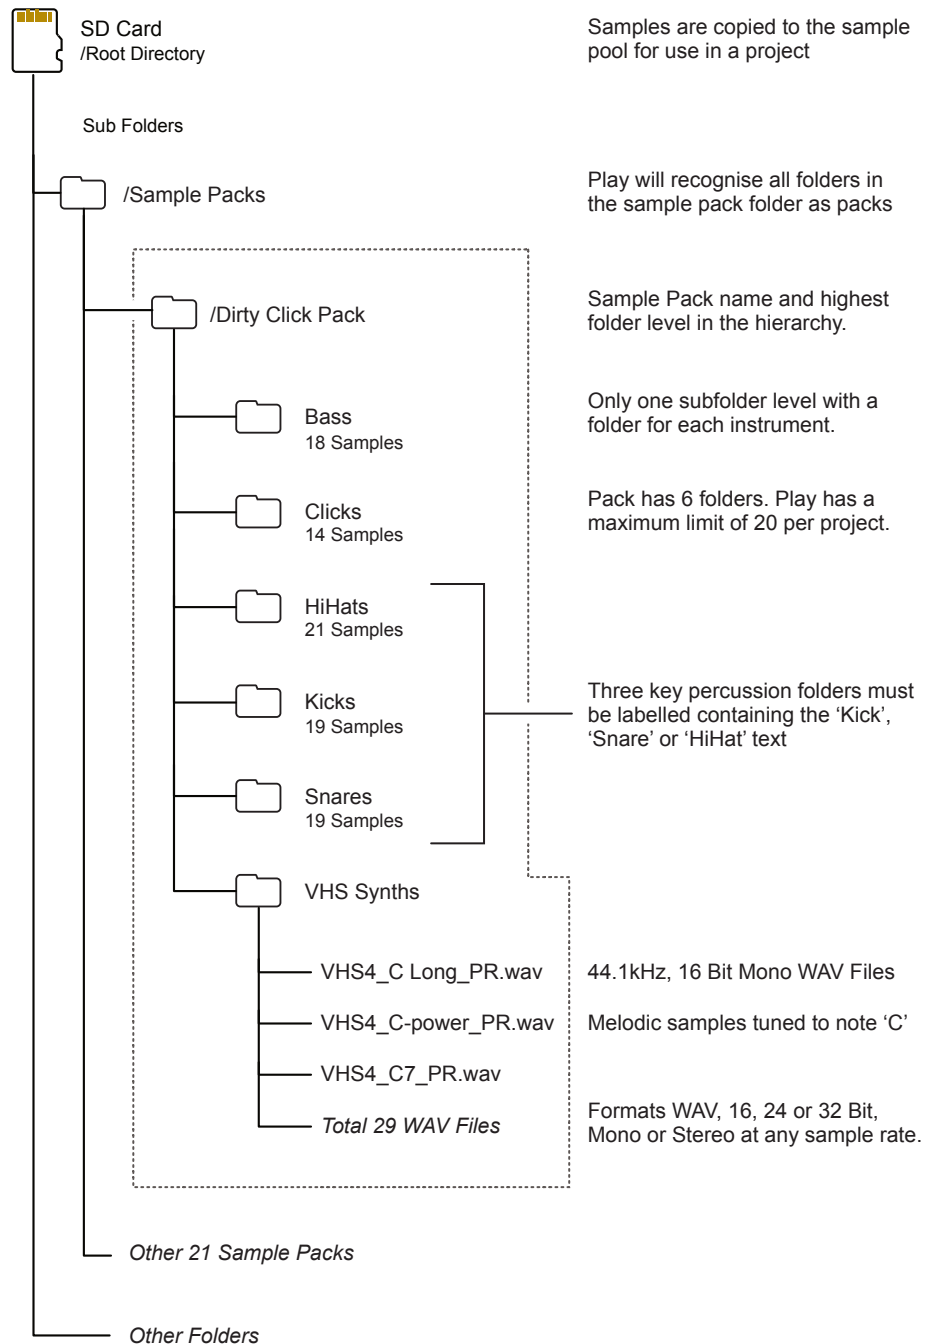 SD Card
/Root Directory
Samples are copied to the sample
pool for use in a project
Sub Folders
/Sample Packs
Play will recognise all folders in
the sample pack folder as packs
/Dirty Click Pack
Sample Pack name and highest
folder level in the hierarchy.
Bass
18 Samples
Only one subfolder level with a
folder for each instrument.
Clicks
14 Samples
Pack has 6 folders. Play has a
maximum limit of 20 per project.
HiHats
21 Samples
Kicks
19 Samples
Three key percussion folders must
be labelled containing the ‘Kick’,
‘Snare’ or ‘HiHat’ text
Snares
19 Samples
VHS Synths
VHS4_C Long_PR.wav
44.1kHz, 16 Bit Mono WAV Files
VHS4_C-power_PR.wav
Melodic samples tuned to note ‘C’
VHS4_C7_PR.wav
Total 29 WAV Files
Formats WAV, 16, 24 or 32 Bit,
Mono or Stereo at any sample rate.
Other 21 Sample Packs
Other Folders